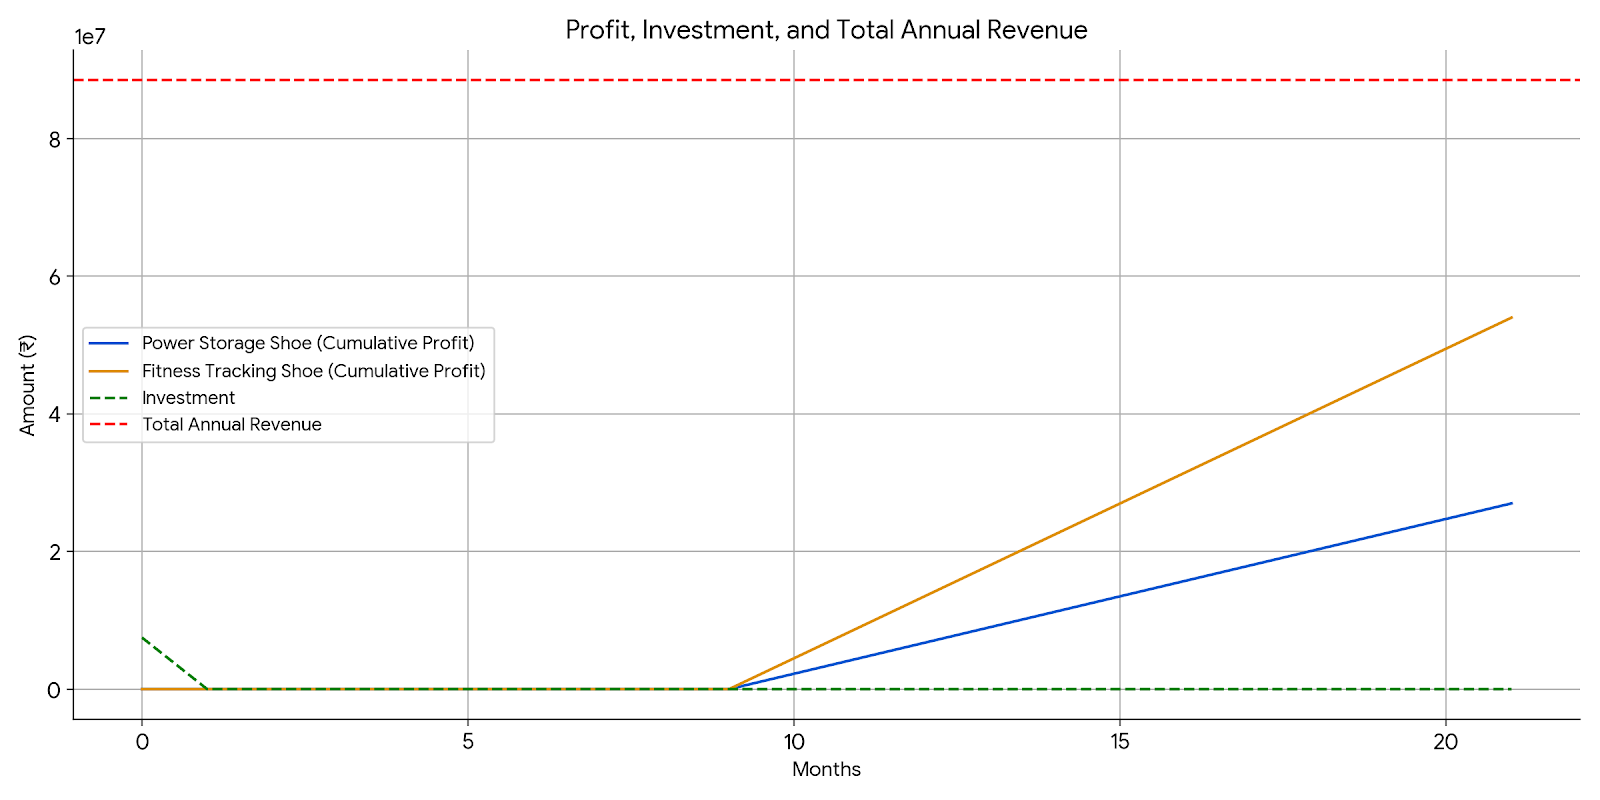 Profit, Investment, and Total Annual Revenue
1e7
8
6
4
2
0
Amount (₹)
Power Storage Shoe (Cumulative Profit)
Fitness Tracking Shoe (Cumulative Profit)
Investment
Total Annual Revenue
0 5 10 15 20
Months